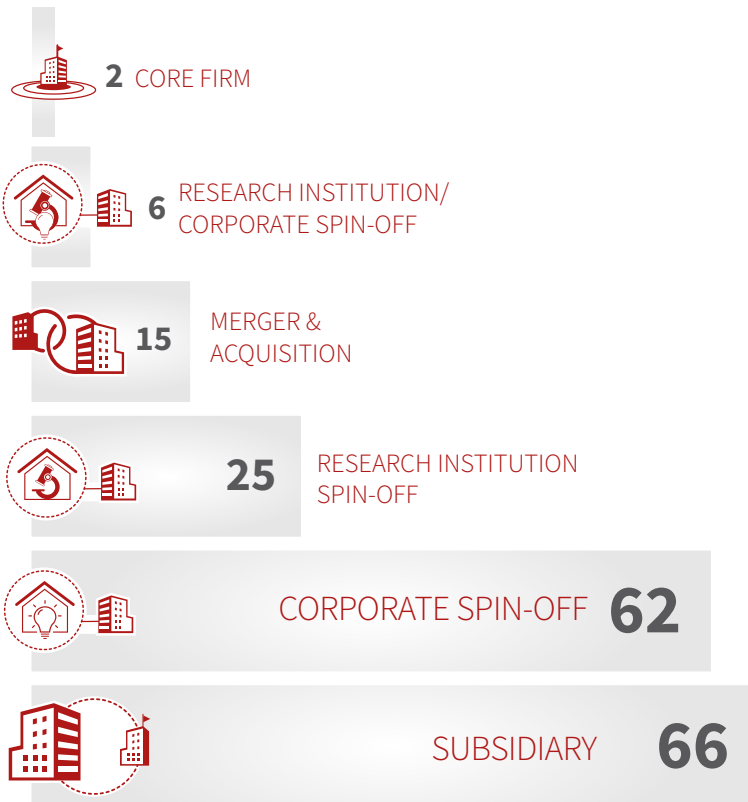 2 CORE FIRM
6 RESEARCH INSTITUTION/
CORPORATE SPIN-OFF
15 MERGER &
ACQUISITION
25 RESEARCH INSTITUTION
SPIN-OFF
CORPORATE SPIN-OFF 62
SUBSIDIARY 66